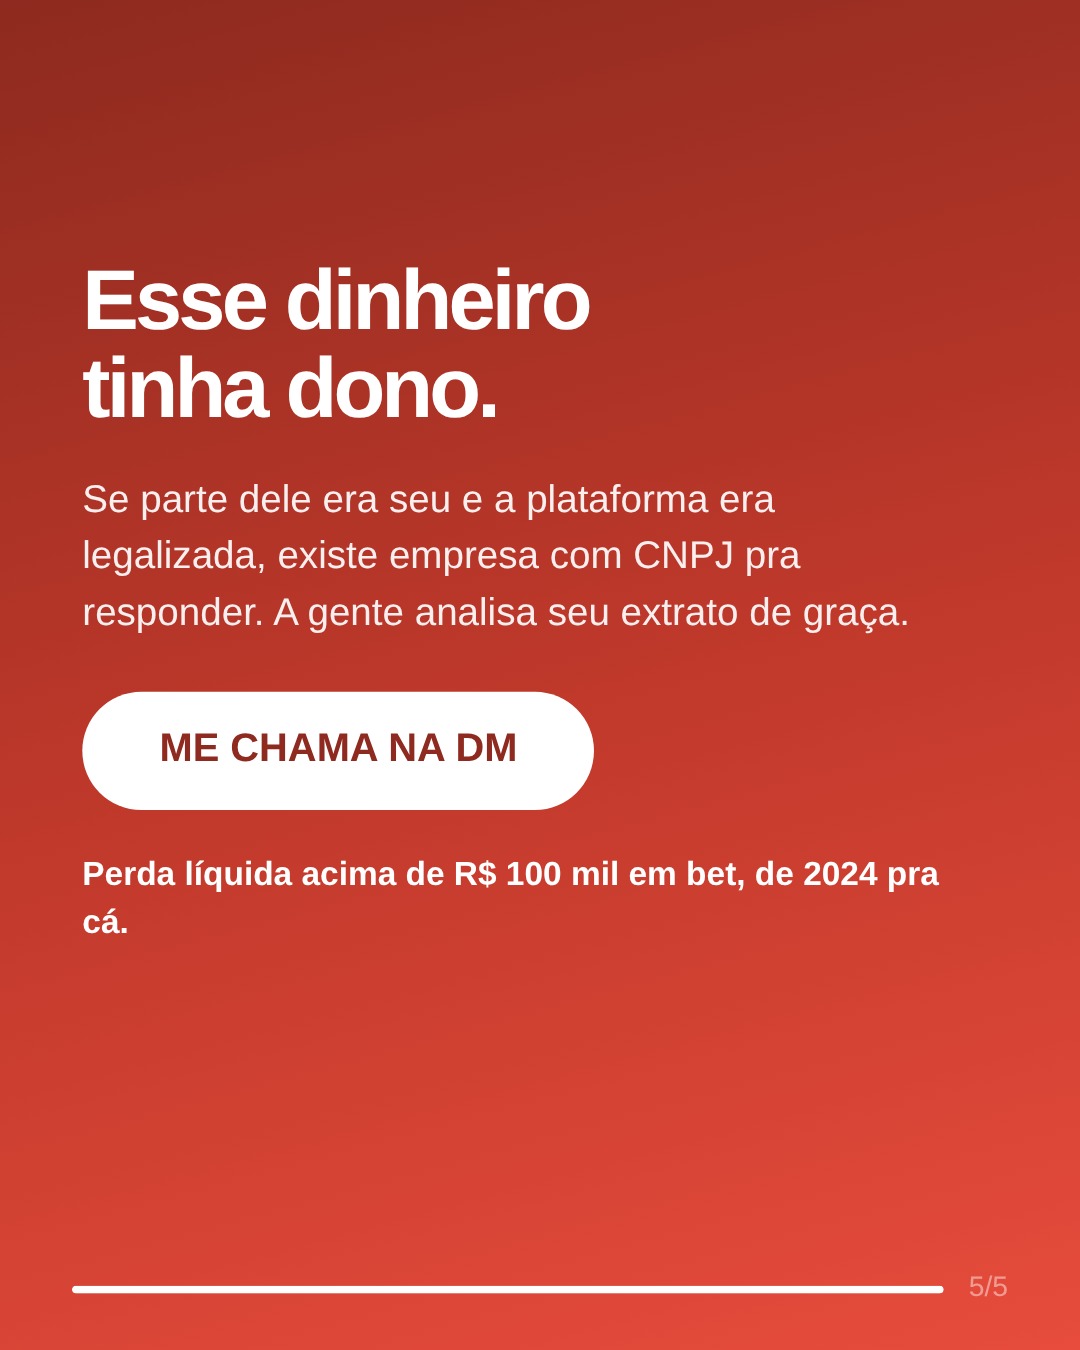 Esse dinheiro
tinha dono.
Se parte dele era seu e a plataforma era
legalizada, existe empresa com CNPJ pra
responder. A gente analisa seu extrato de graça.
ME CHAMA NA DM
Perda líquida acima de R$ 100 mil em bet, de 2024 pra
cá.
5/5